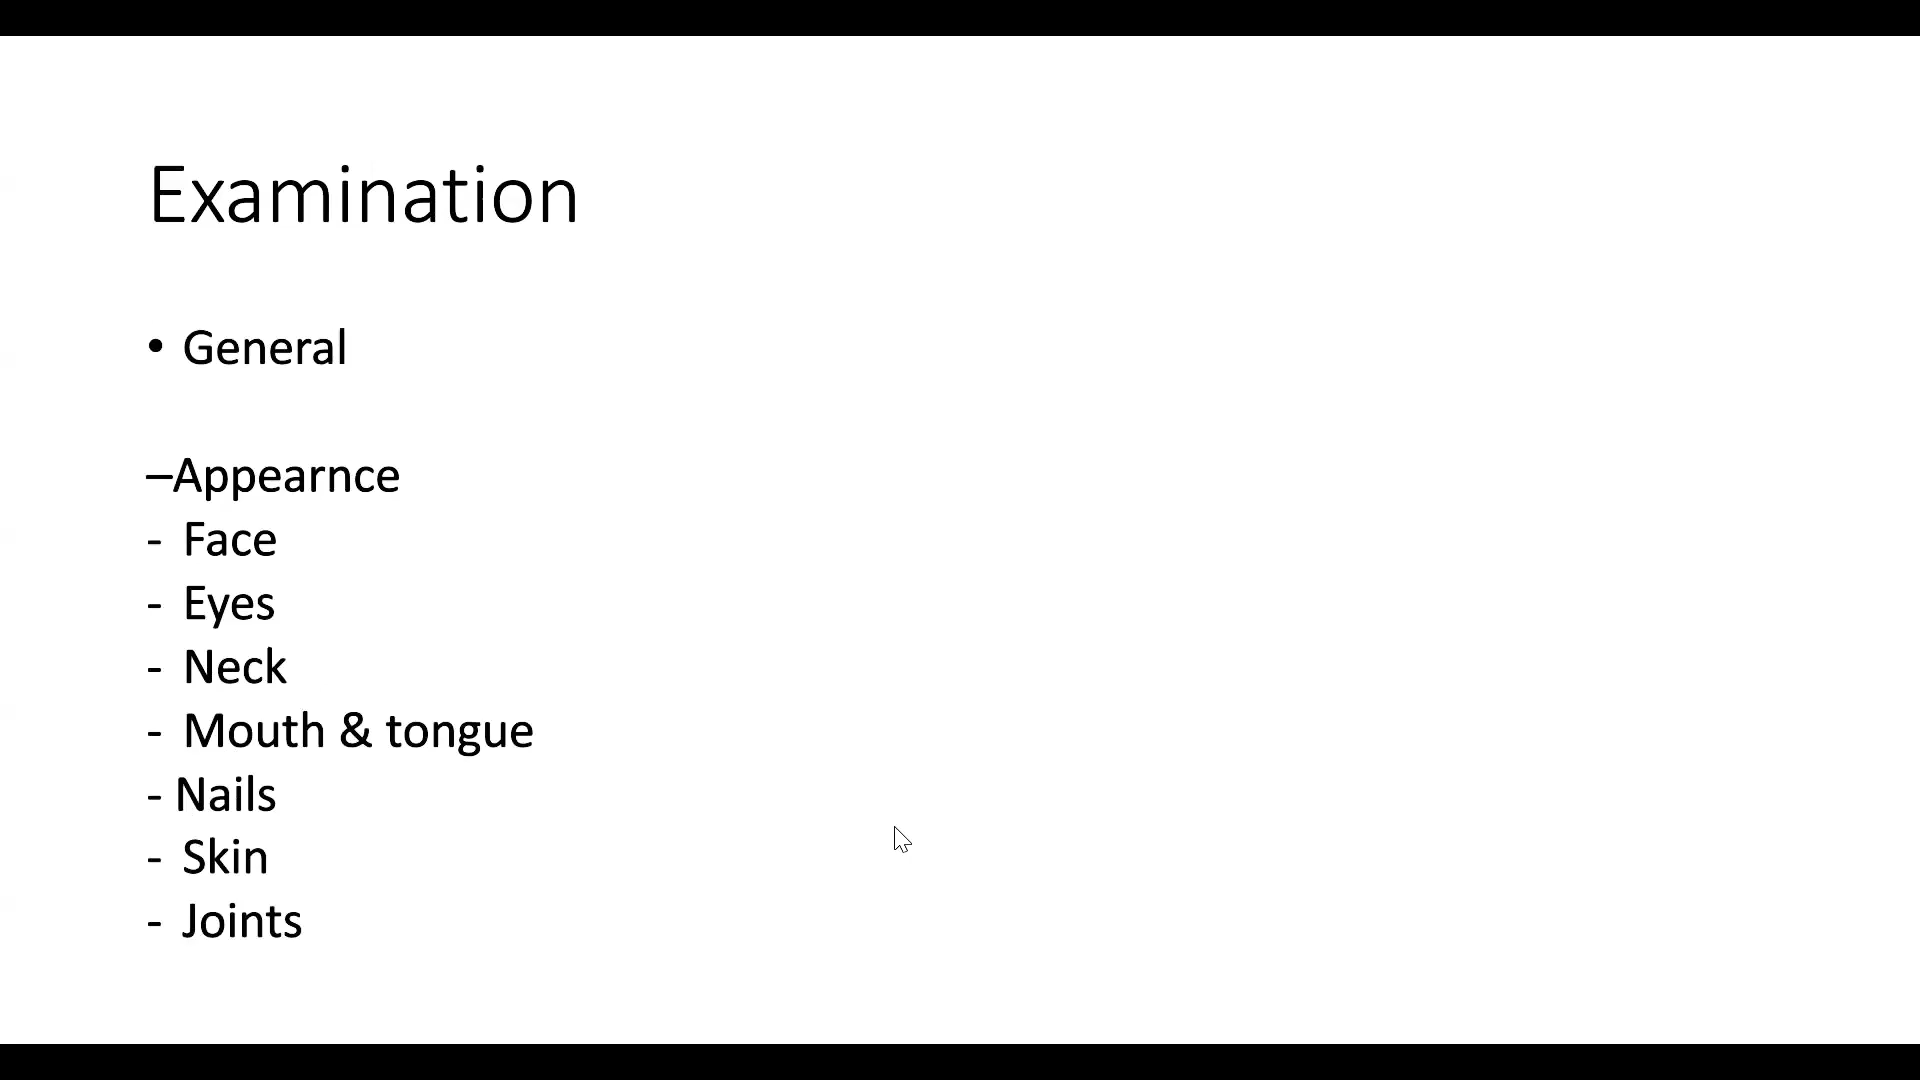 Examination
• General
–Appearnce
- Face
- Eyes
- Neck
- Mouth & tongue
- Nails
- Skin
- Joints